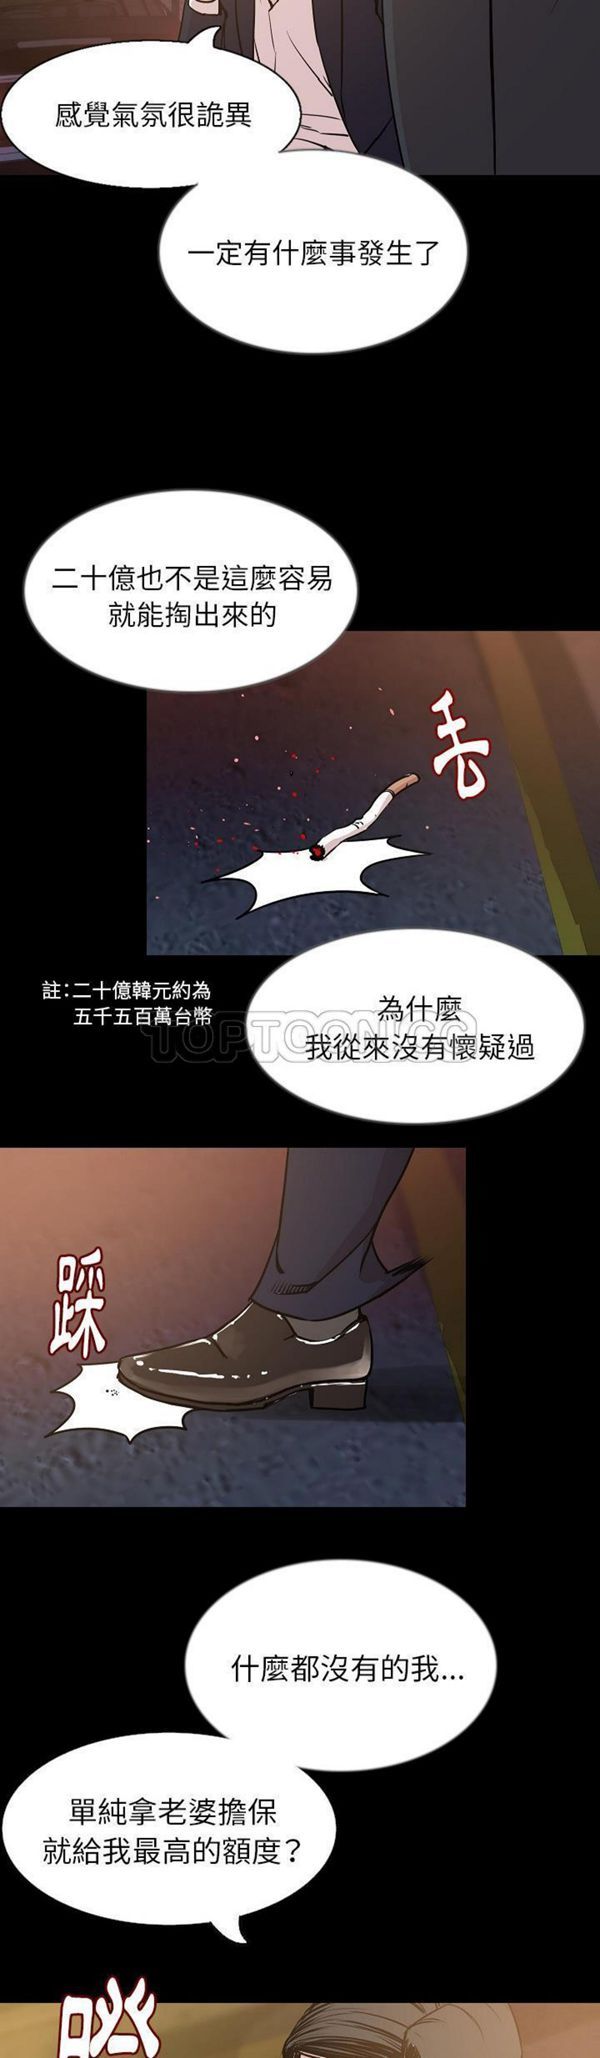 感覺氣氛很詭異
一定有什麼事發生了
二十億也不是這麼容易
就能掏出來的
丟
註：二十億韓元約為
五千五百萬台幣
TOPTOON.CC
為什麼
我從來沒有懷疑過
踩
什麼都沒有的我...
單純拿老婆擔保
就給我最高的額度？